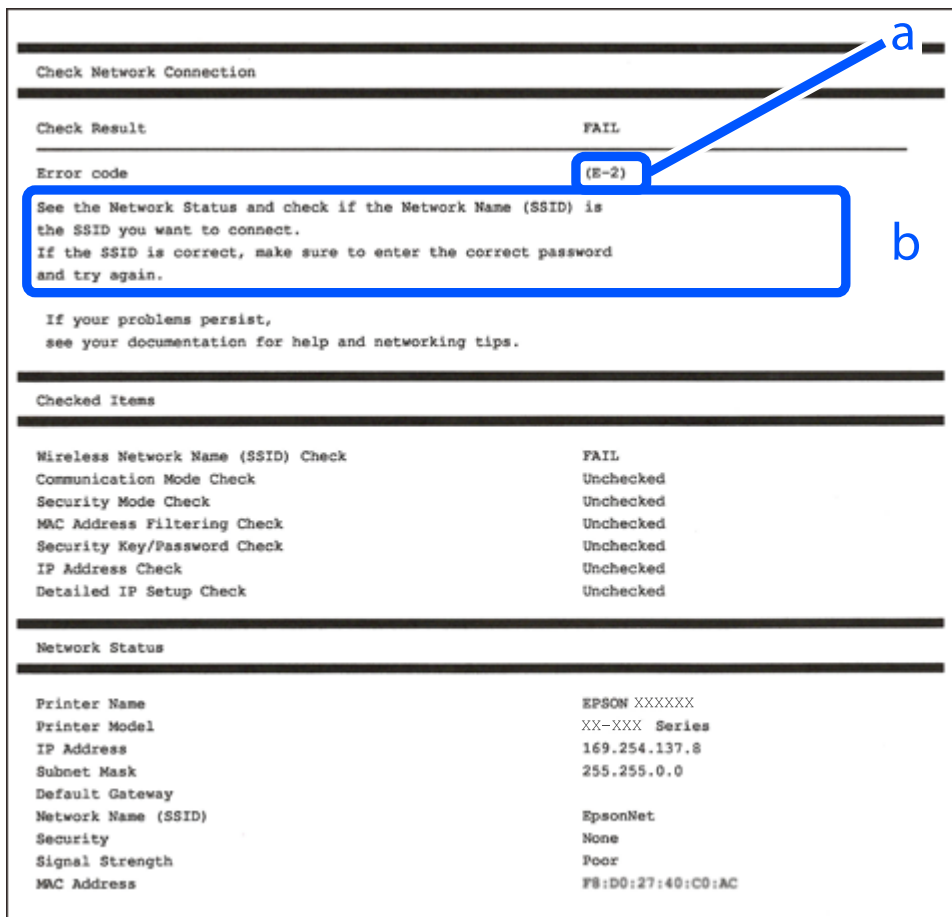 a
Check Network Connection
Check Result FAIL
Error code (E-2)
See the Network Status and check if the Network Name (SSID) is
the SSID you want to connect.
If the SSID is correct, make sure to enter the correct password
and try again.
b
If your problems persist,
see your documentation for help and networking tips.
Checked Items
Wireless Network Name (SSID) Check FAIL
Communication Mode Check Unchecked
Security Mode Check Unchecked
MAC Address Filtering Check Unchecked
Security Key/Password Check Unchecked
IP Address Check Unchecked
Detailed IP Setup Check Unchecked
Network Status
Printer Name EPSON XXXXXX
Printer Model XX-XXX Series
IP Address 169.254.137.8
Subnet Mask 255.255.0.0
Default Gateway
Network Name (SSID) EpsonNet
Security None
Signal Strength Poor
MAC Address F8:D0:27:40:C0:AC